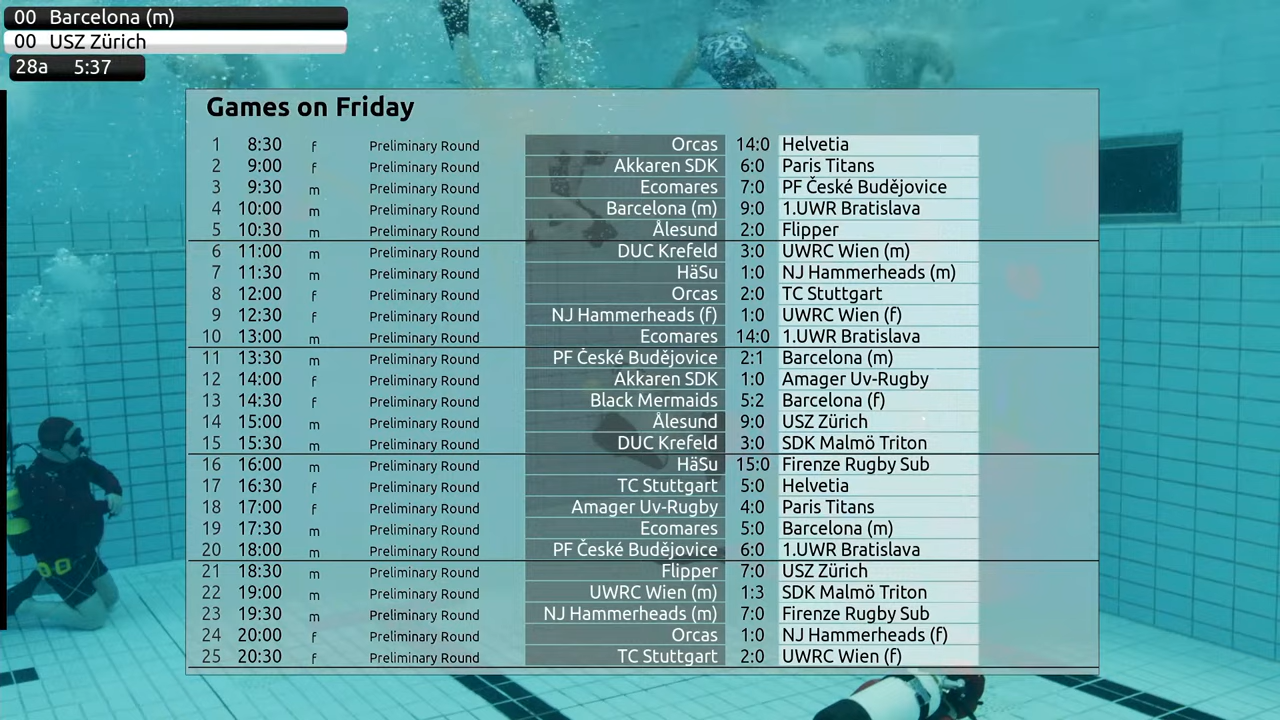 00 Barcelona (m)
00 USZ Zürich
28a 5:37
Games on Friday
1 8:30 f Preliminary Round Orcas 14:0 Helvetia
2 9:00 f Preliminary Round Akkaren SDK 6:0 Paris Titans
3 9:30 m Preliminary Round Ecomares 7:0 PF České Budějovice
4 10:00 m Preliminary Round Barcelona (m) 9:0 1.UWR Bratislava
5 10:30 m Preliminary Round Ålesund 2:0 Flipper
6 11:00 m Preliminary Round DUC Krefeld 3:0 UWRC Wien (m)
7 11:30 m Preliminary Round HäSu 1:0 NJ Hammerheads (m)
8 12:00 f Preliminary Round Orcas 2:0 TC Stuttgart
9 12:30 f Preliminary Round NJ Hammerheads (f) 1:0 UWRC Wien (f)
10 13:00 m Preliminary Round Ecomares 14:0 1.UWR Bratislava
11 13:30 m Preliminary Round PF České Budějovice 2:1 Barcelona (m)
12 14:00 f Preliminary Round Akkaren SDK 1:0 Amager Uv-Rugby
13 14:30 f Preliminary Round Black Mermaids 5:2 Barcelona (f)
14 15:00 m Preliminary Round Ålesund 9:0 USZ Zürich
15 15:30 m Preliminary Round DUC Krefeld 3:0 SDK Malmö Triton
16 16:00 m Preliminary Round HäSu 15:0 Firenze Rugby Sub
17 16:30 f Preliminary Round TC Stuttgart 5:0 Helvetia
18 17:00 f Preliminary Round Amager Uv-Rugby 4:0 Paris Titans
19 17:30 m Preliminary Round Ecomares 5:0 Barcelona (m)
20 18:00 m Preliminary Round PF České Budějovice 6:0 1.UWR Bratislava
21 18:30 m Preliminary Round Flipper 7:0 USZ Zürich
22 19:00 m Preliminary Round UWRC Wien (m) 1:3 SDK Malmö Triton
23 19:30 m Preliminary Round NJ Hammerheads (m) 7:0 Firenze Rugby Sub
24 20:00 f Preliminary Round Orcas 1:0 NJ Hammerheads (f)
25 20:30 f Preliminary Round TC Stuttgart 2:0 UWRC Wien (f)